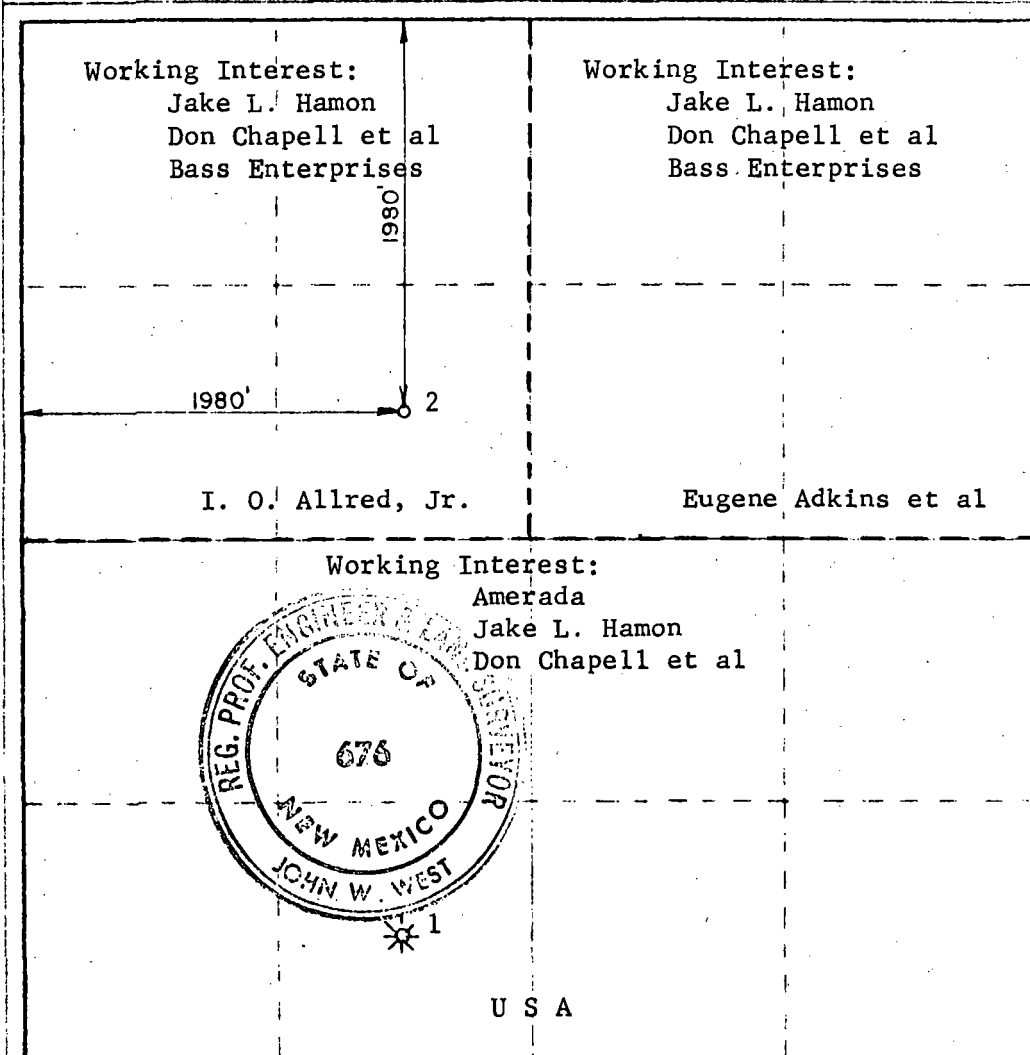 Working Interest:
Jake L. Hamon
Don Chapell et al
Bass Enterprises
1980'
1980'
2
I. O. Allred, Jr.
Working Interest:
Jake L. Hamon
Don Chapell et al
Bass Enterprises
Eugene Adkins et al
Working Interest:
Amerada
Jake L. Hamon
Don Chapell et al
REG. PROF. ENGINEER & LAND SURVEYOR
STATE OF
676
NEW MEXICO
JOHN W. WEST
1
U S A